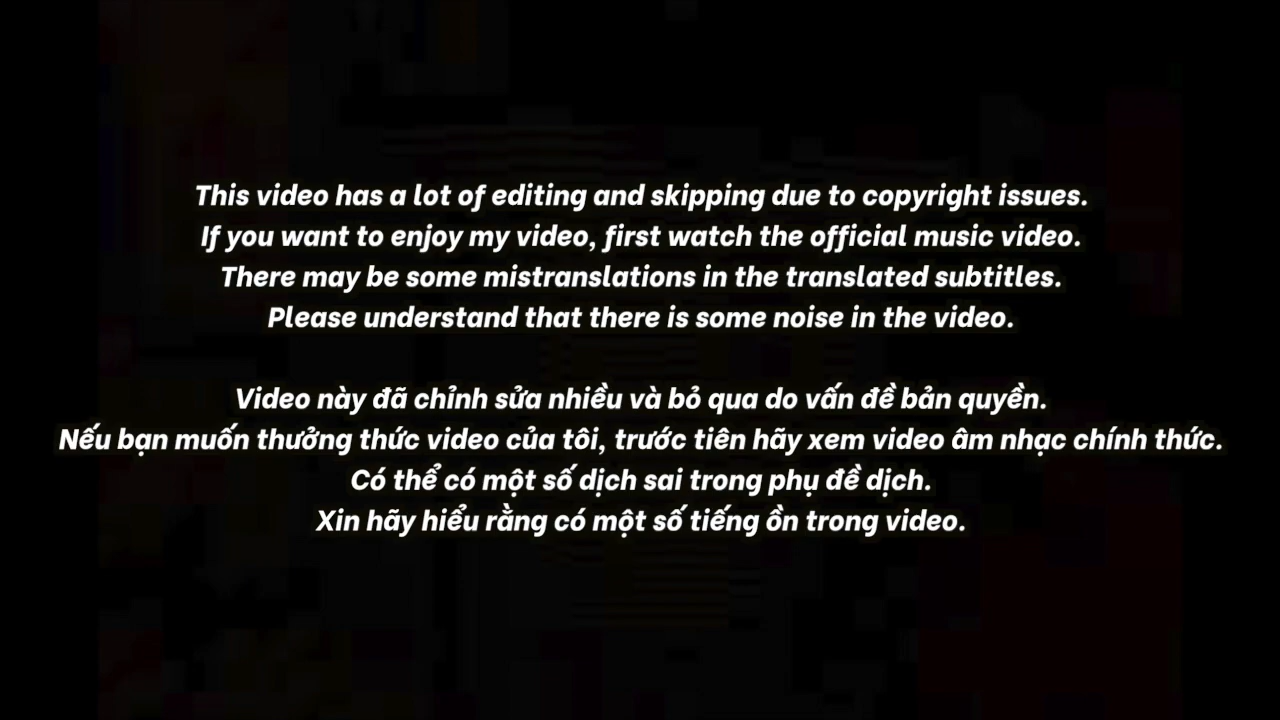 This video has a lot of editing and skipping due to copyright issues.
If you want to enjoy my video, first watch the official music video.
There may be some mistranslations in the translated subtitles.
Please understand that there is some noise in the video.
Video này đã chỉnh sửa nhiều và bỏ qua do vấn đề bản quyền.
Nếu bạn muốn thưởng thức video của tôi, trước tiên hãy xem video âm nhạc chính thức.
Có thể có một số dịch sai trong phụ đề dịch.
Xin hãy hiểu rằng có một số tiếng ồn trong video.